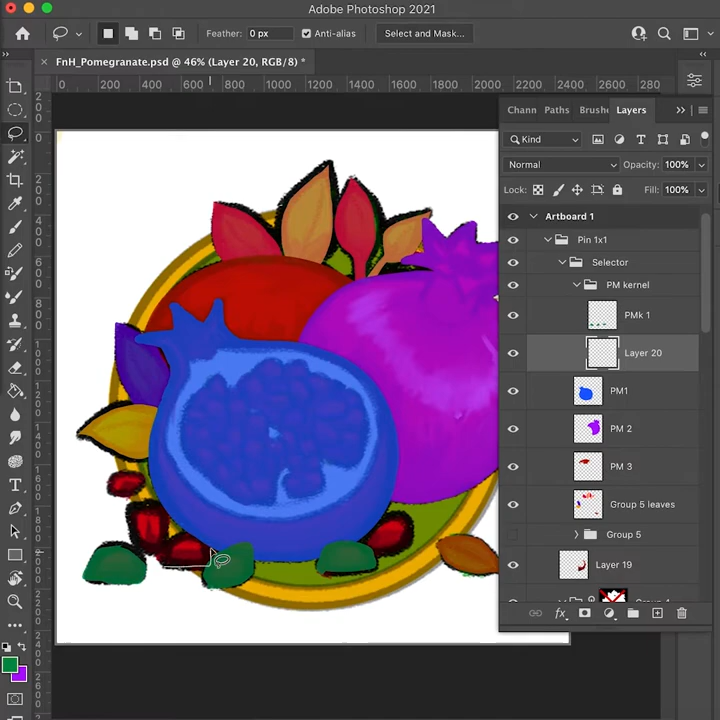 Adobe Photoshop 2021
Feather: 0 px
Anti-alias
Select and Mask...
FnH_Pomegranate.psd @ 46% (Layer 20, RGB/8) *
0 200 400 600 800 1000 1200 1400 1600 1800 2000 2200 2400 2600 280
Chann Paths Brushe Layers
Kind
Normal Opacity: 100%
Lock: Fill: 100%
Artboard 1
Pin 1x1
Selector
PM kernel
PMk 1
Layer 20
PM1
PM 2
PM 3
Group 5 leaves
Group 5
Layer 19
fx